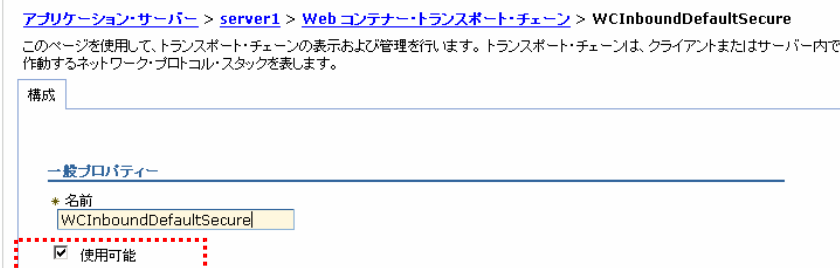 アプリケーション・サーバー > server1 > Web コンテナー・トランスポート・チェーン > WCInboundDefaultSecure
このページを使用して、トランスポート・チェーンの表示および管理を行います。トランスポート・チェーンは、クライアントまたはサーバー内で
作動するネットワーク・プロトコル・スタックを表します。
構成
一般プロパティー
* 名前
WCInboundDefaultSecure
使用可能